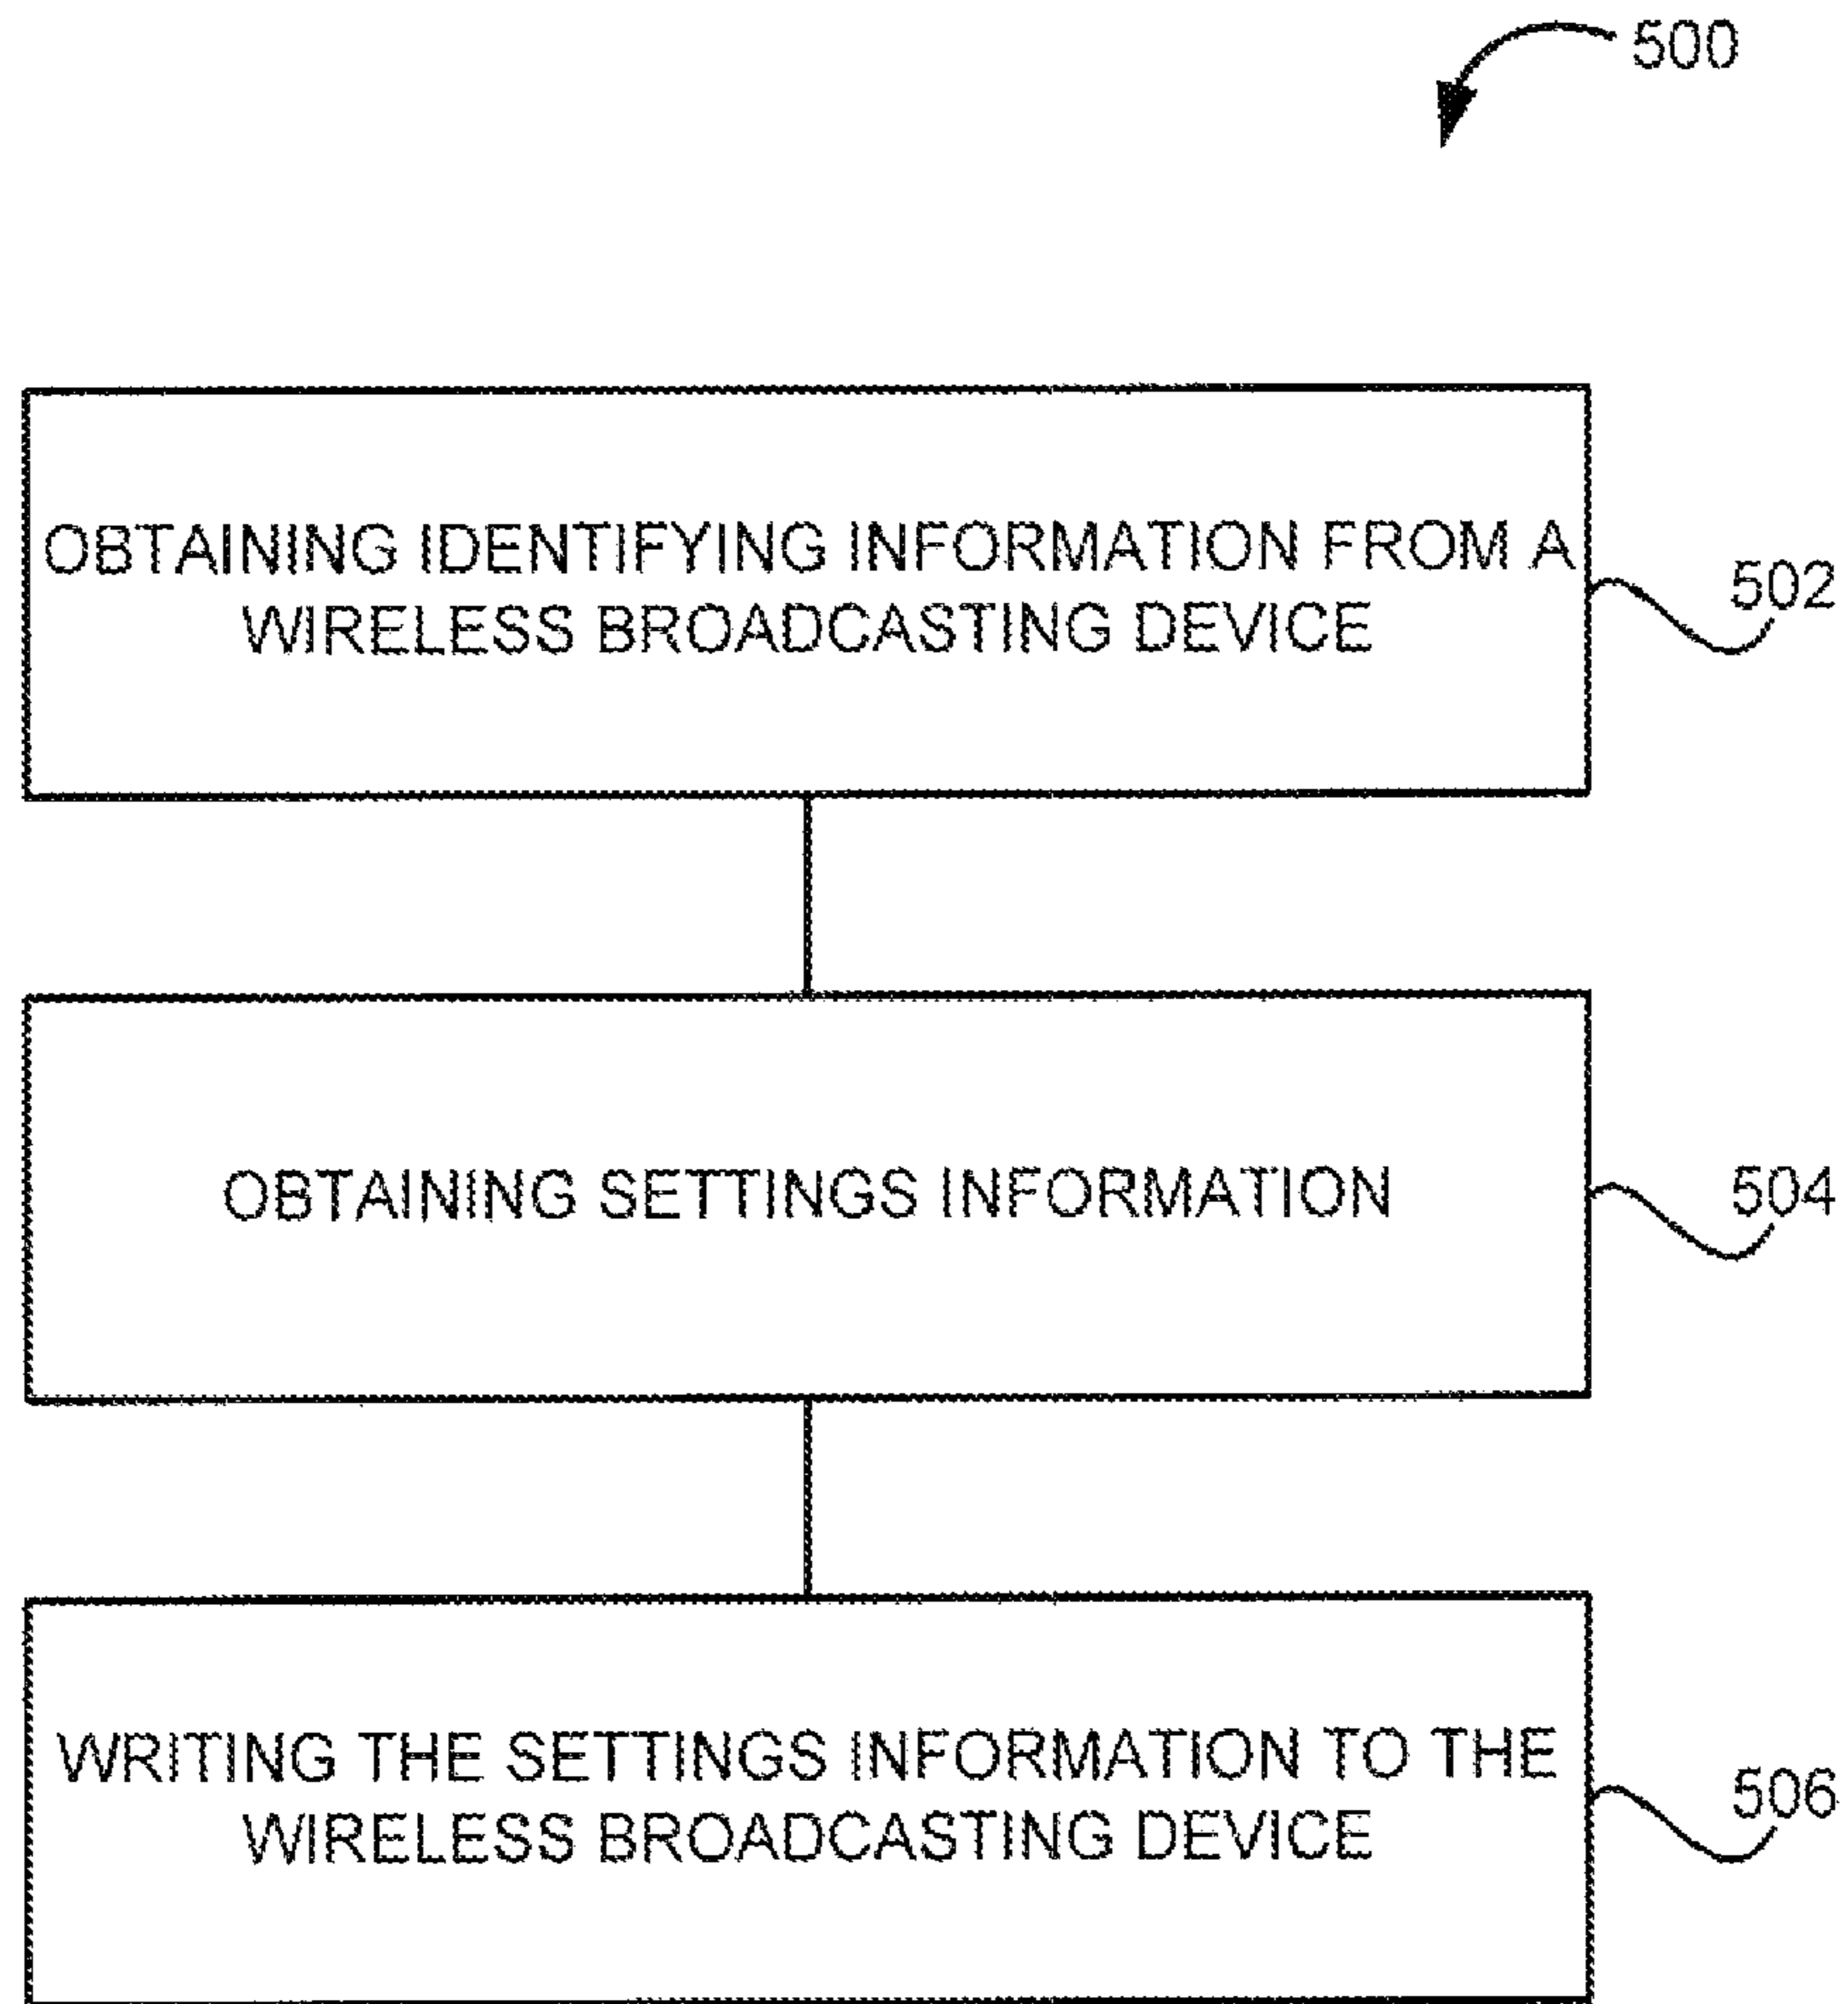 500
OBTAINING IDENTIFYING INFORMATION FROM A
WIRELESS BROADCASTING DEVICE
502
OBTAINING SETTINGS INFORMATION
504
WRITING THE SETTINGS INFORMATION TO THE
WIRELESS BROADCASTING DEVICE
506